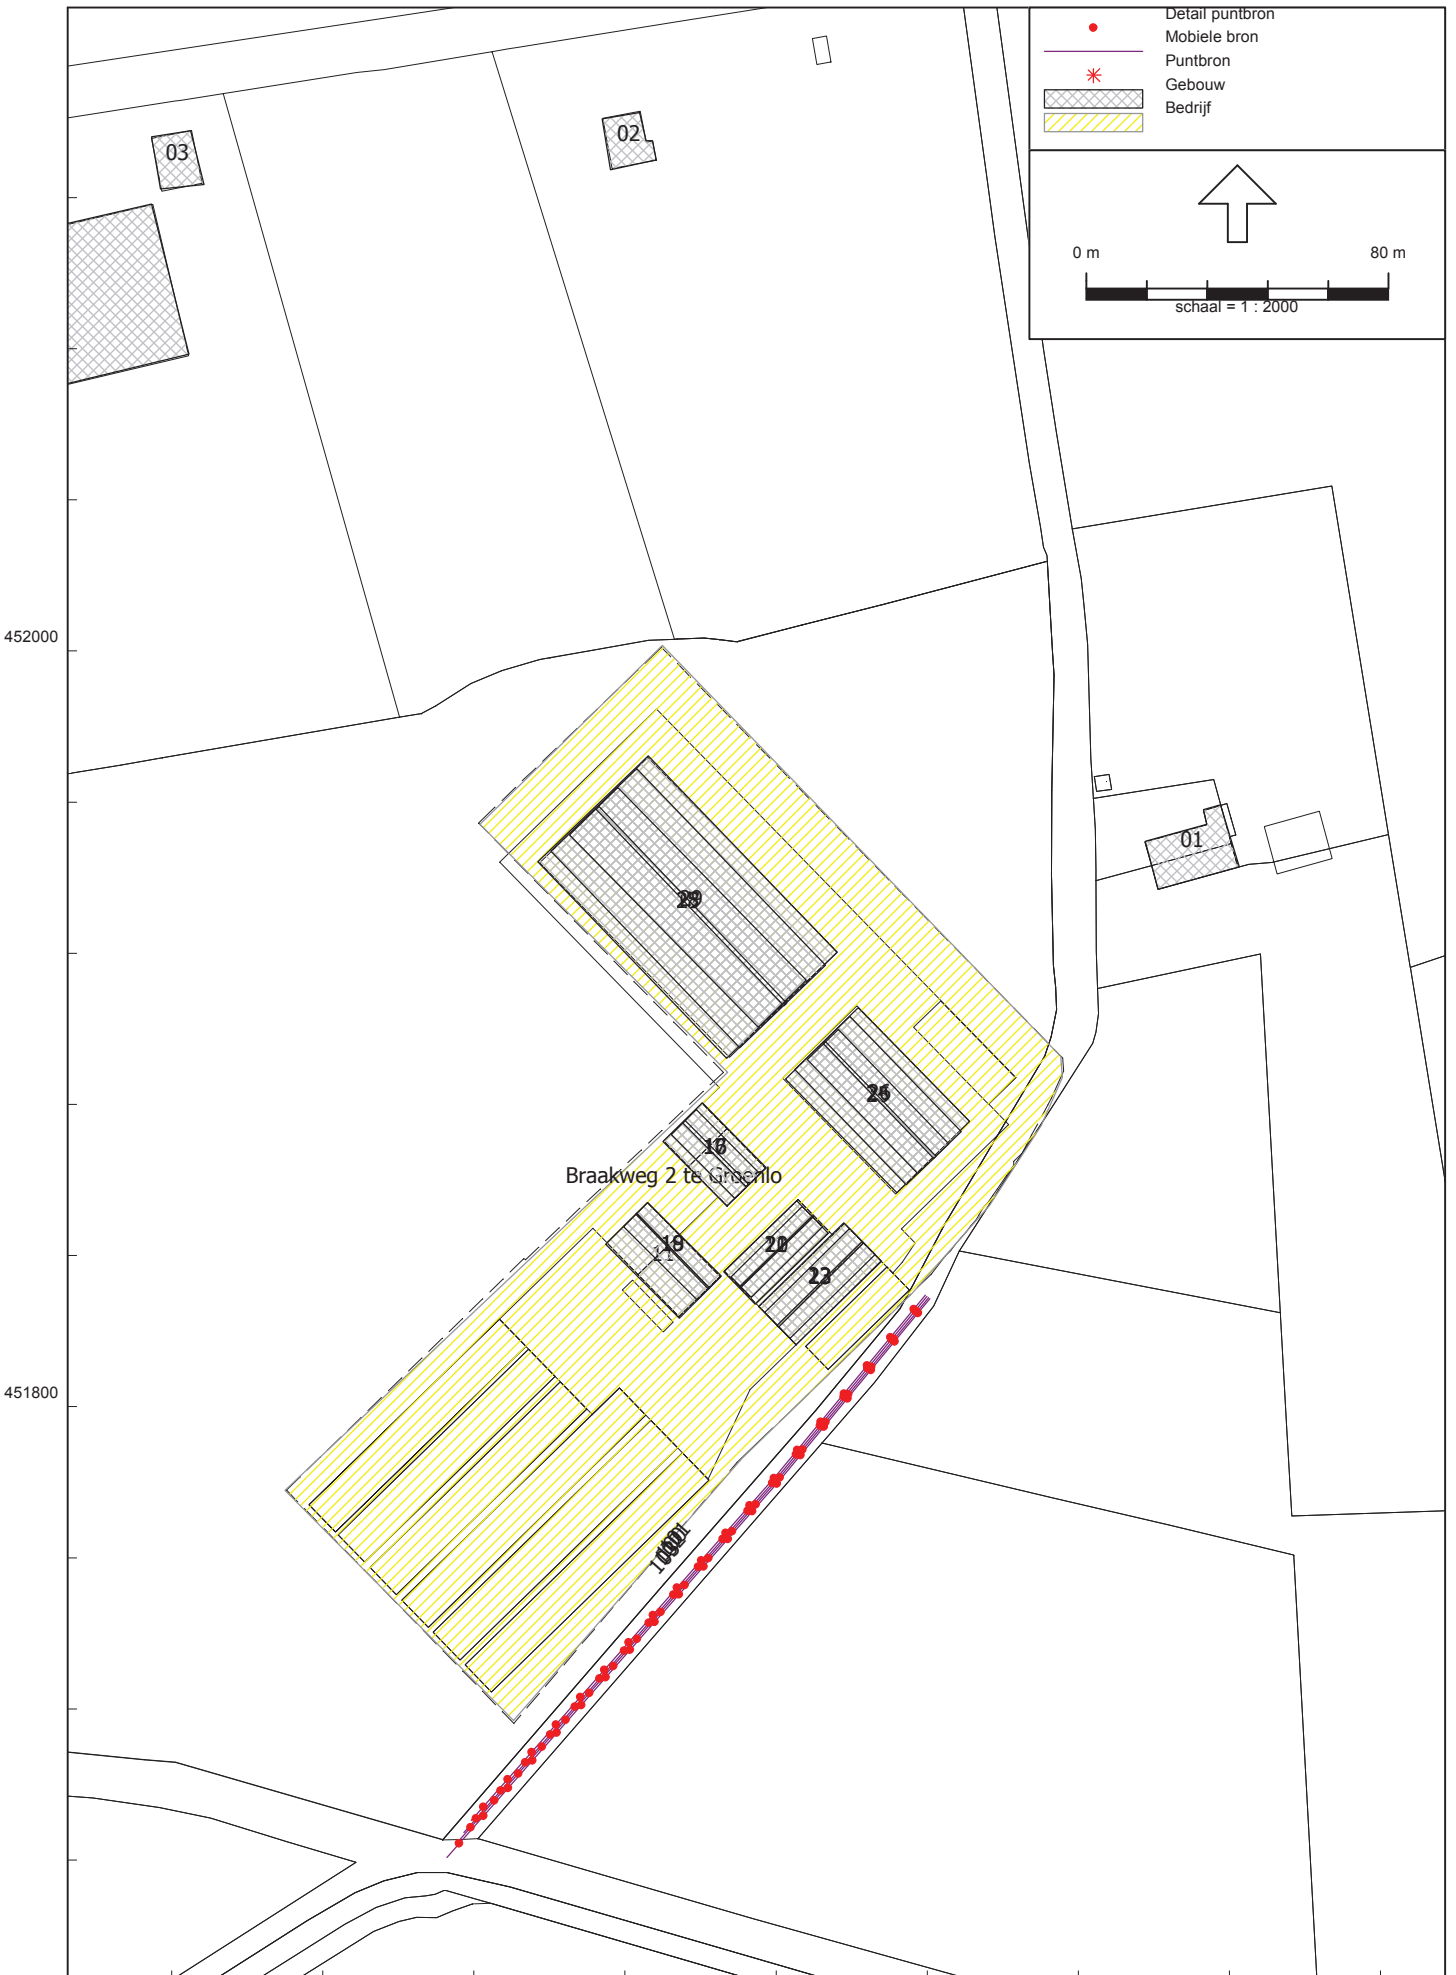 Detail puntbron
Mobiele bron
Puntbron
Gebouw
Bedrijf
0 m 80 m
schaal = 1 : 2000
03
02
452000
01
Braakweg 2 te Groenlo
451800